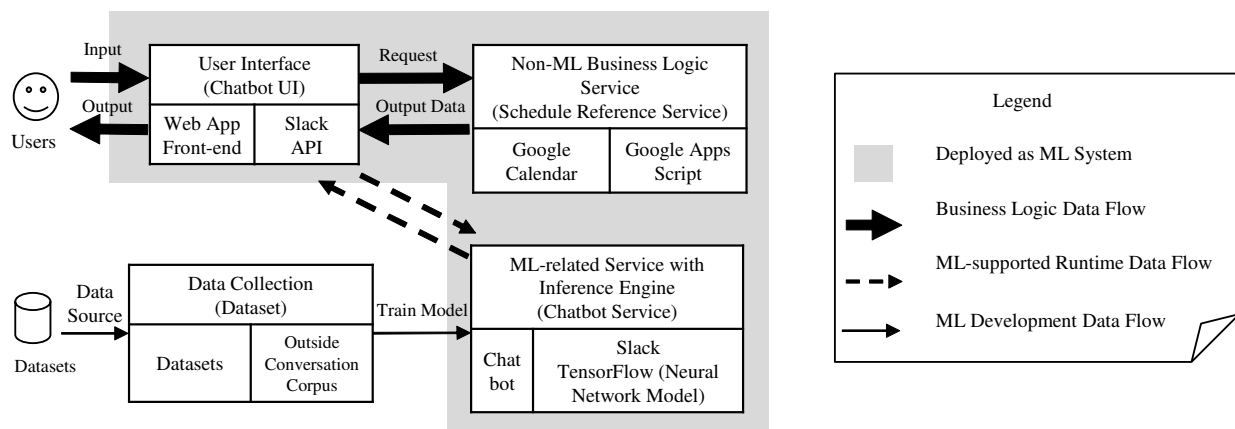 Input
Output
Users
User Interface
(Chatbot UI)
Web App
Front-end
Slack
API
Request
Output Data
Non-ML Business Logic
Service
(Schedule Reference Service)
Google
Calendar
Google Apps
Script
Data
Source
Datasets
Data Collection
(Dataset)
Datasets
Outside
Conversation
Corpus
Train Model
ML-related Service with
Inference Engine
(Chatbot Service)
Chat
bot
Slack
TensorFlow (Neural
Network Model)
Legend
Deployed as ML System
Business Logic Data Flow
ML-supported Runtime Data Flow
ML Development Data Flow